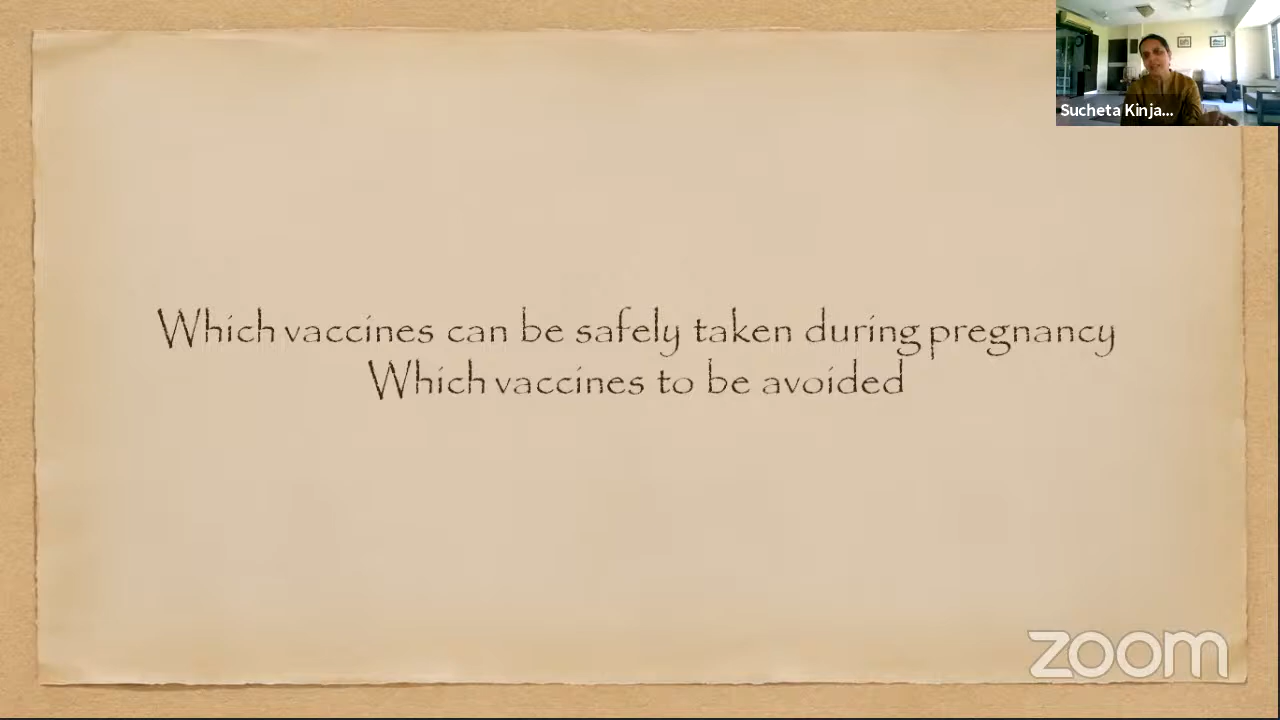 Sucheta Kinja...
Which vaccines can be safely taken during pregnancy
Which vaccines to be avoided
zoom